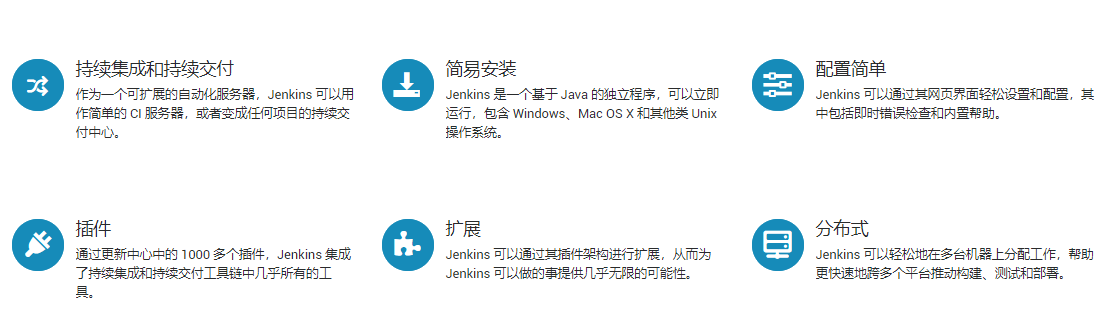 持续集成和持续交付
作为一个可扩展的自动化服务器，Jenkins 可以用
作简单的 CI 服务器，或者变成任何项目的持续交
付中心。
简易安装
Jenkins 是一个基于 Java 的独立程序，可以立即
运行，包含 Windows、Mac OS X 和其他类 Unix
操作系统。
配置简单
Jenkins 可以通过其网页界面轻松设置和配置，其
中包括即时错误检查和内置帮助。
插件
通过更新中心中的 1000 多个插件，Jenkins 集成
了持续集成和持续交付工具链中几乎所有的工
具。
扩展
Jenkins 可以通过其插件架构进行扩展，从而为
Jenkins 可以做的事提供几乎无限的可能性。
分布式
Jenkins 可以轻松地在多台机器上分配工作，帮助
更快速地跨多个平台推动构建、测试和部署。